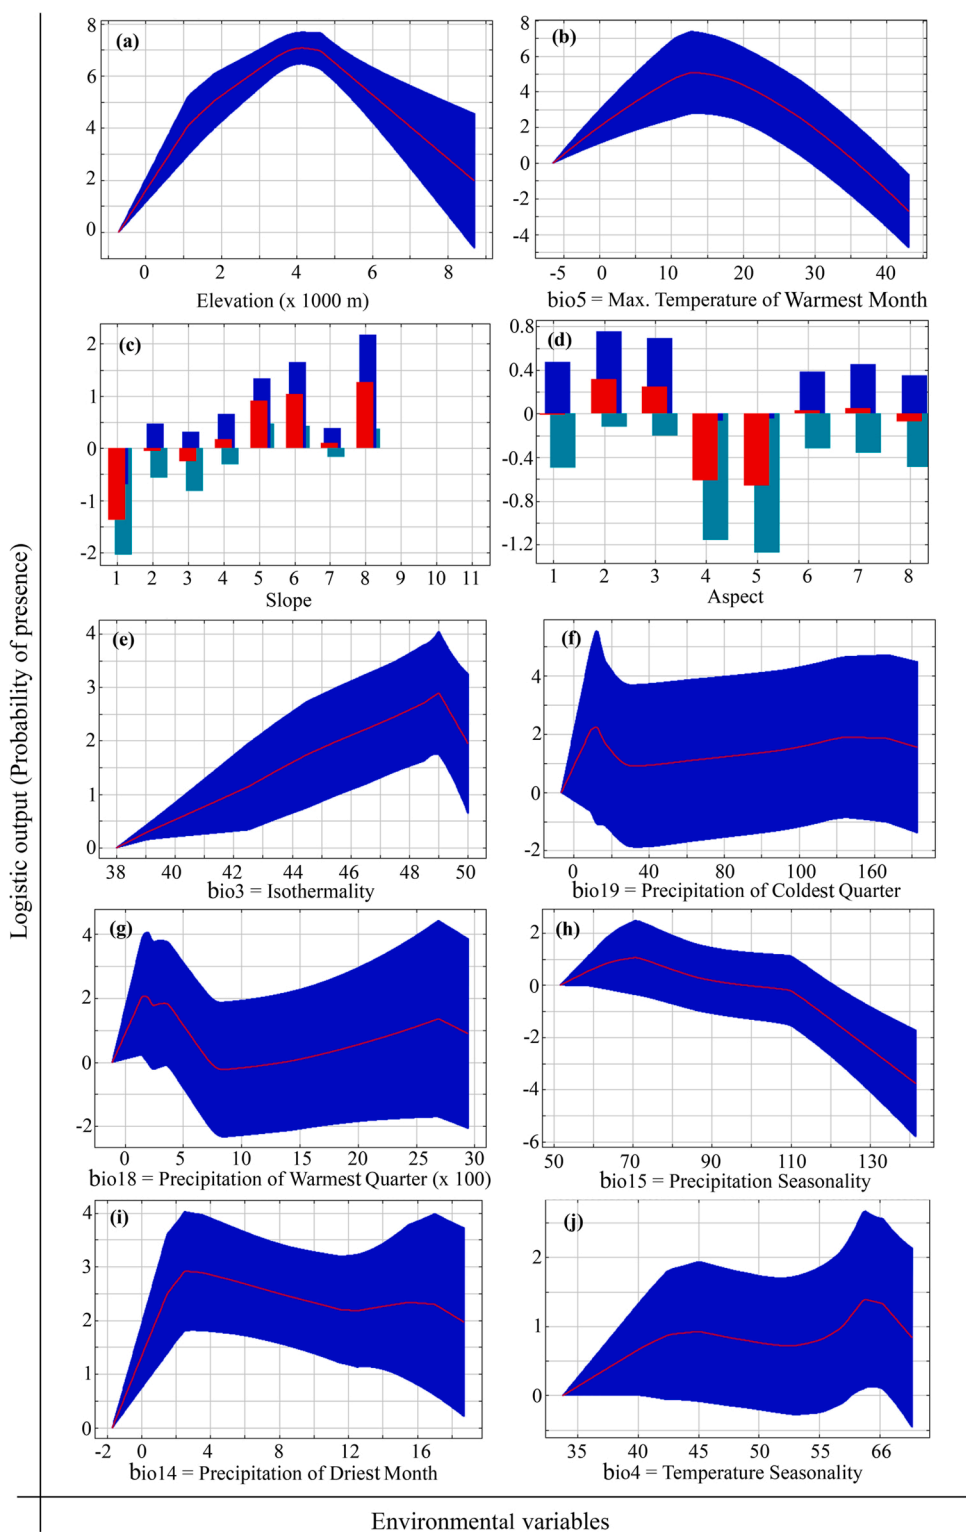 Logistic output (Probability of presence)
(a)
8
6
4
2
0
0 2 4 6 8
Elevation (x 1000 m)
(b)
8
6
4
2
0
-2
-4
-5 0 10 20 30 40
bio5 = Max. Temperature of Warmest Month
(c)
2
1
0
-1
-2
1 2 3 4 5 6 7 8 9 10 11
Slope
(d)
0.8
0.4
0
-0.4
-0.8
-1.2
1 2 3 4 5 6 7 8
Aspect
(e)
4
3
2
1
0
38 40 42 44 46 48 50
bio3 = Isothermality
(f)
4
2
0
-2
0 40 80 100 160
bio19 = Precipitation of Coldest Quarter
(g)
4
2
0
-2
0 5 10 15 20 25 30
bio18 = Precipitation of Warmest Quarter (x 100)
(h)
2
0
-2
-4
-6
50 70 90 110 130
bio15 = Precipitation Seasonality
(i)
4
3
2
1
0
-2 0 4 8 12 16
bio14 = Precipitation of Driest Month
(j)
2
1
0
35 40 45 50 55 66
bio4 = Temperature Seasonality
Environmental variables